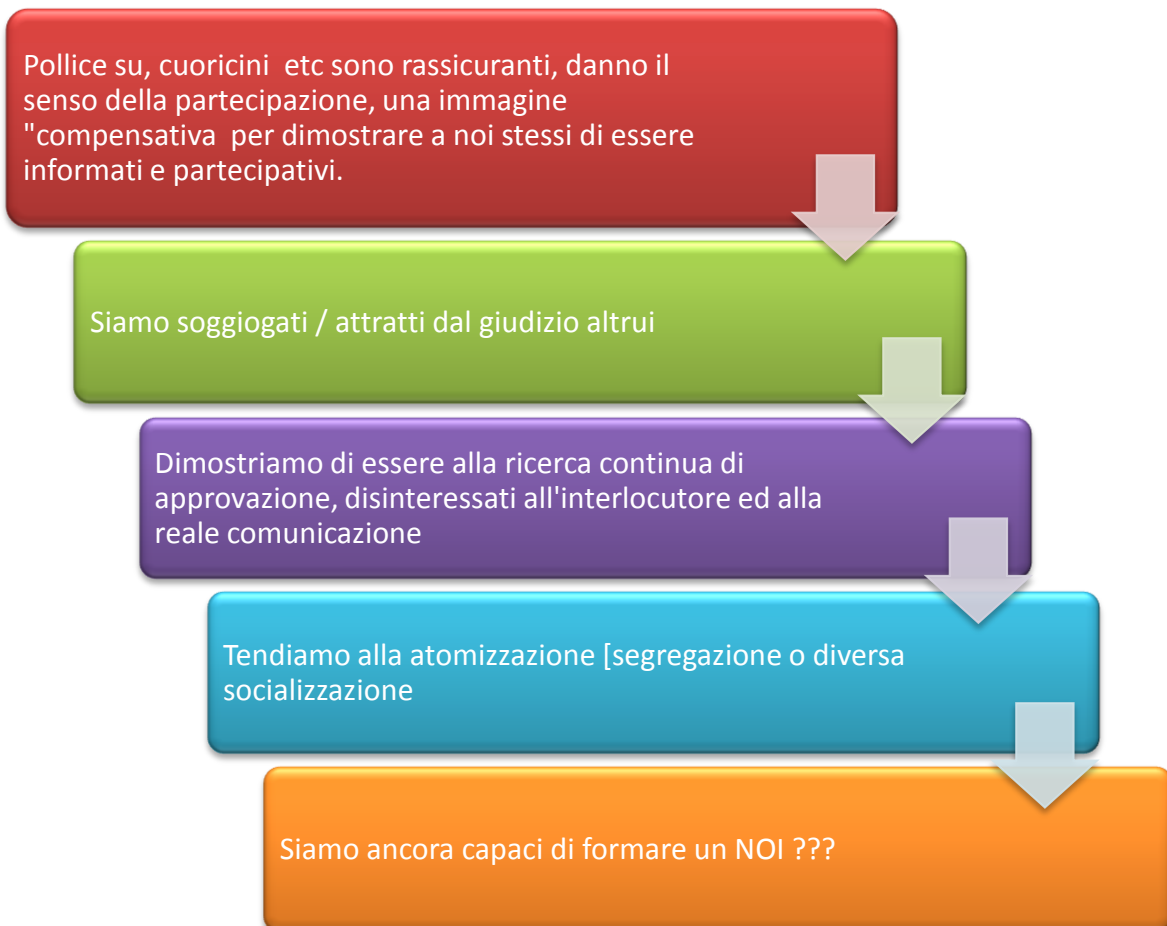 Pollice su, cuoricini  etc sono rassicuranti, danno il
senso della partecipazione, una immagine
"compensativa  per dimostrare a noi stessi di essere
informati e partecipativi.
Siamo soggiogati / attratti dal giudizio altrui
Dimostriamo di essere alla ricerca continua di
approvazione, disinteressati all'interlocutore ed alla
reale comunicazione
Tendiamo alla atomizzazione [segregazione o diversa
socializzazione
Siamo ancora capaci di formare un NOI ???